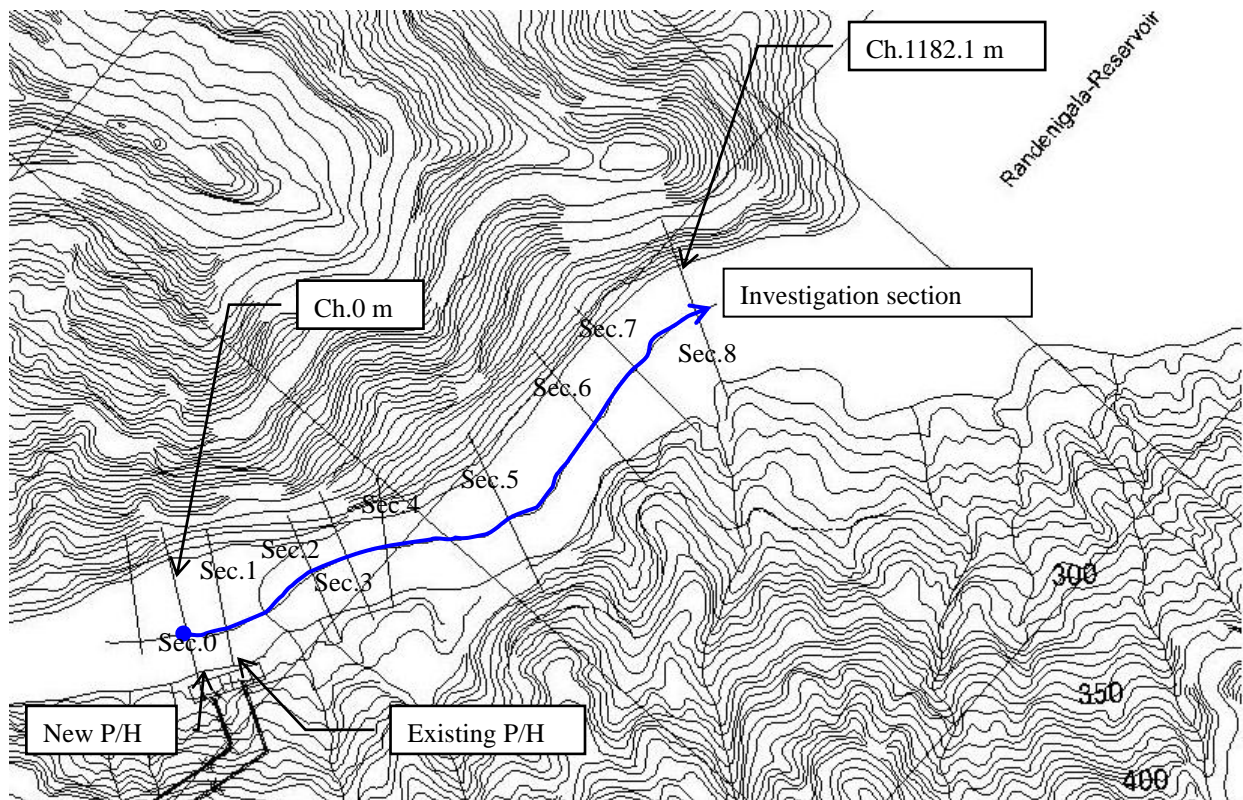 Ch.1182.1 m
Randenigala-Reservoir
Investigation section
Ch.0 m
Sec.7
Sec.8
Sec.6
Sec.5
Sec.4
Sec.2
Sec.1
Sec.3
300
Sec.0
350
New P/H
Existing P/H
400